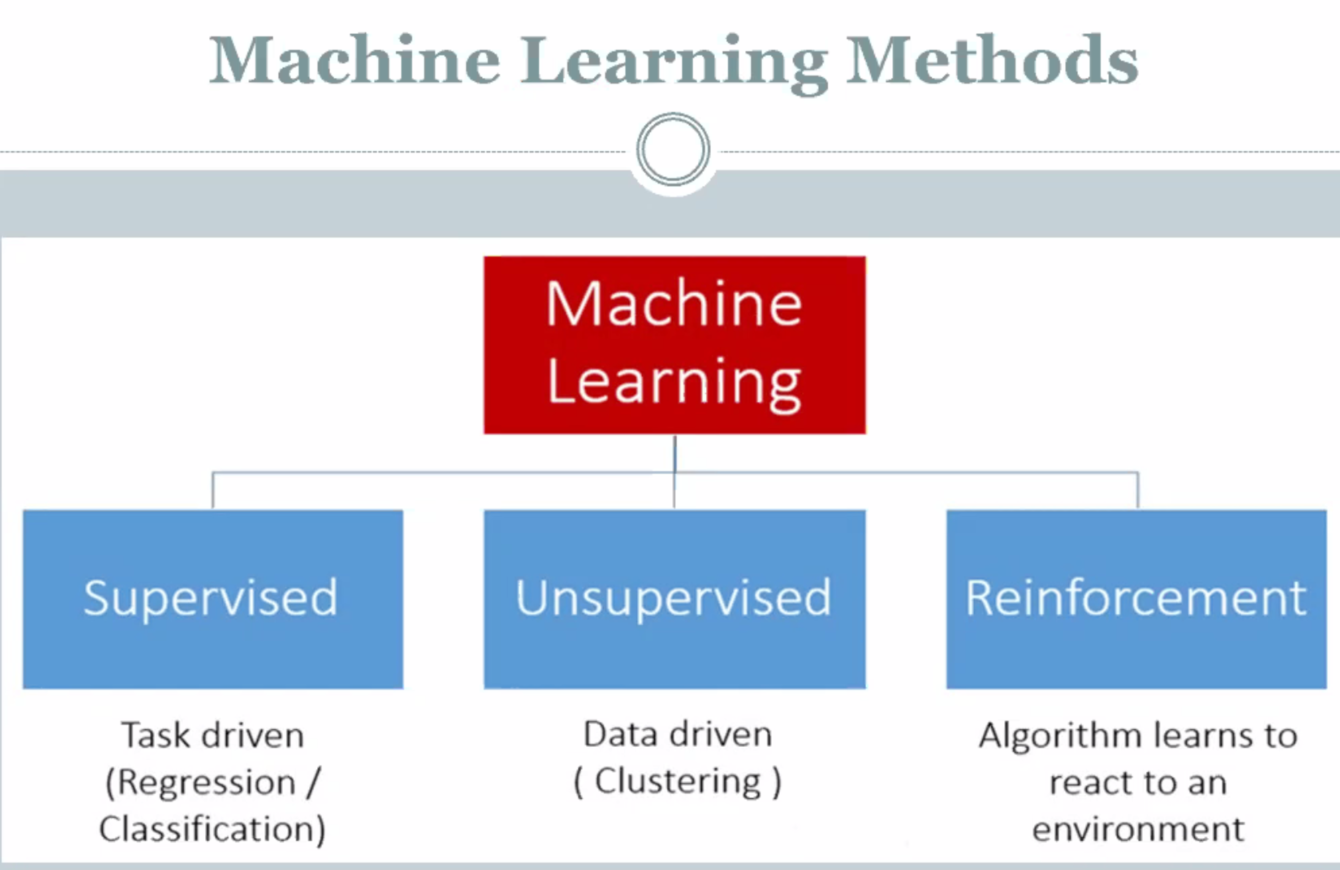 Machine Learning Methods
Machine
Learning
Supervised
Unsupervised
Reinforcement
Task driven
(Regression /
Classification)
Data driven
( Clustering )
Algorithm learns to
react to an
environment